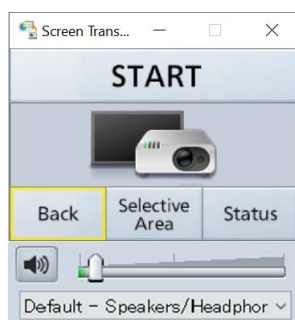 Screen Trans...
START
Back
Selective
Area
Status
Default - Speakers/Headphor